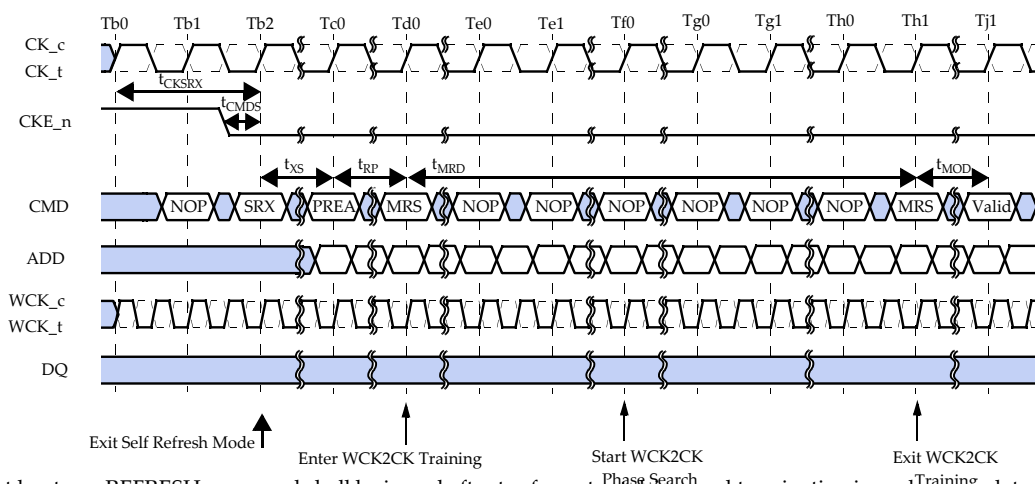 Tb0 Tb1 Tb2 Tc0 Td0 Te0 Te1 Tf0 Tg0 Tg1 Th0 Th1 Tj1
CK_c
CK_t
tCKSRX
tCMDS
CKE_n
tXS tRP tMRD tMOD
CMD NOP SRX PREA MRS NOP NOP NOP NOP NOP NOP MRS Valid
ADD
WCK_c
WCK_t
DQ
Exit Self Refresh Mode
Enter WCK2CK Training
Start WCK2CK
Phase Search
Exit WCK2CK
Training
REFRESH